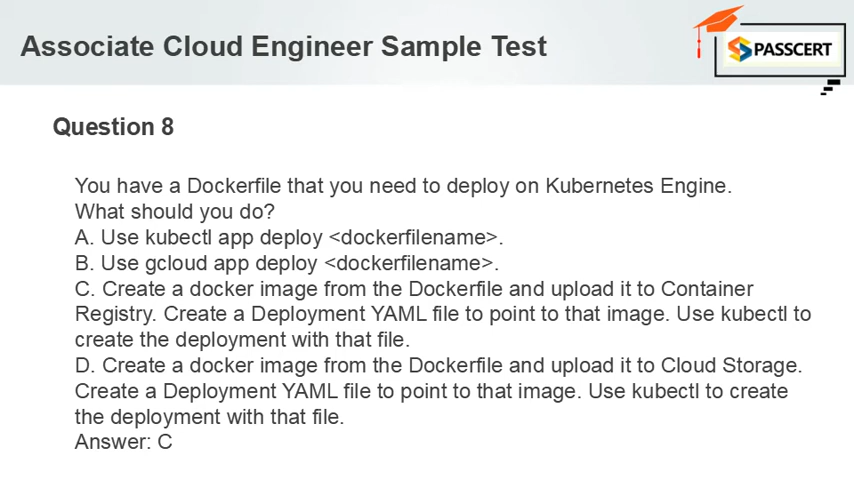 Associate Cloud Engineer Sample Test
PASSCERT
Question 8
You have a Dockerfile that you need to deploy on Kubernetes Engine.
What should you do?
A. Use kubectl app deploy <dockerfilename>.
B. Use gcloud app deploy <dockerfilename>.
C. Create a docker image from the Dockerfile and upload it to Container
Registry. Create a Deployment YAML file to point to that image. Use kubectl to
create the deployment with that file.
D. Create a docker image from the Dockerfile and upload it to Cloud Storage.
Create a Deployment YAML file to point to that image. Use kubectl to create
the deployment with that file.
Answer: C